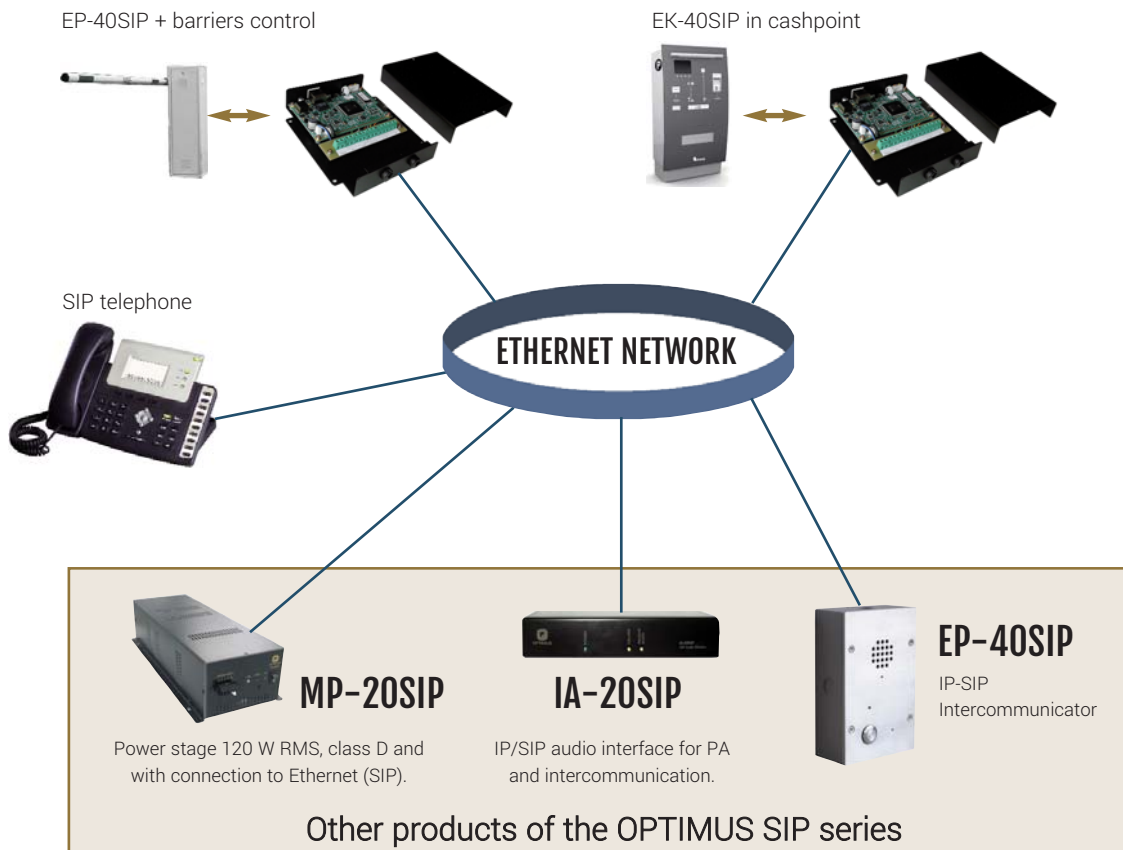 EP-40SIP + barriers control
EK-40SIP in cashpoint
SIP telephone
ETHERNET NETWORK
OPTIMUS
MP-20SIP
IA-20SIP
EP-40SIP
IP-SIP
Intercommunicator
Power stage 120 W RMS, class D and
with connection to Ethernet (SIP).
IP/SIP audio interface for PA
and intercommunication.
Other products of the OPTIMUS SIP series